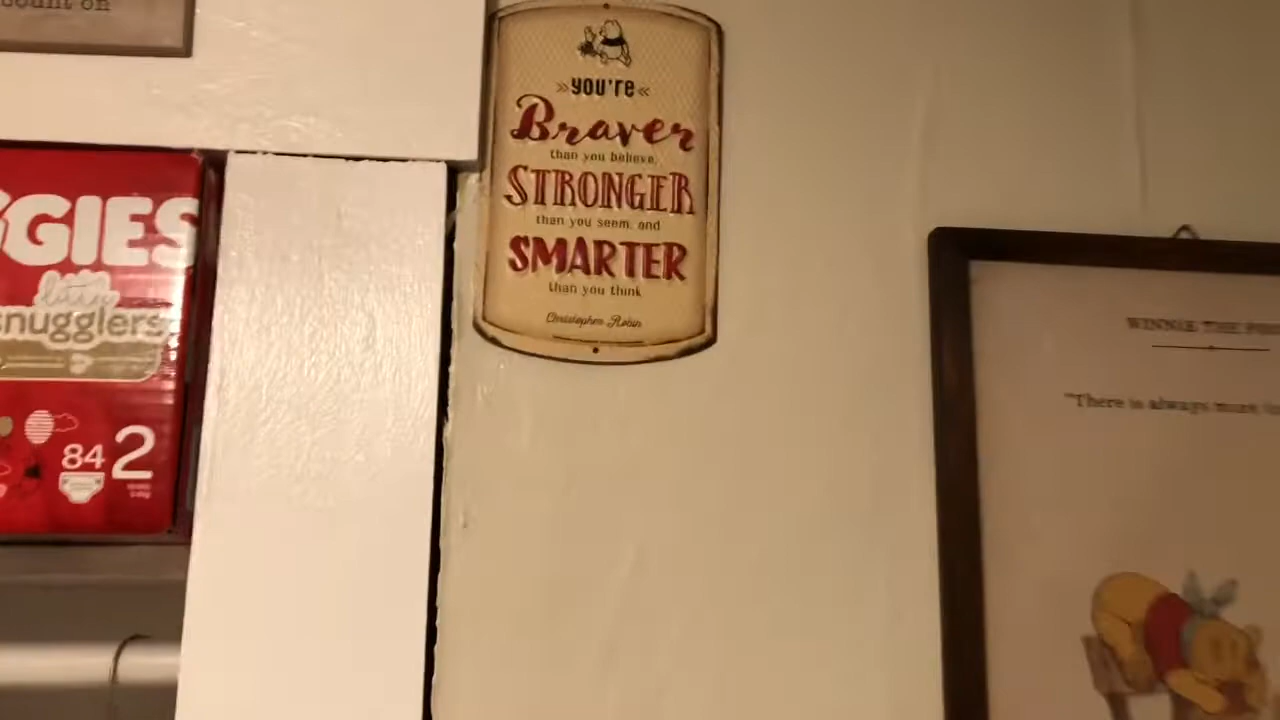 count on
GGIES
little
snugglers
84 2
»YOU'RE«
Braver
than you believe,
STRONGER
than you seem, and
SMARTER
than you think
Christopher Robin
WINNIE THE
"There is always more